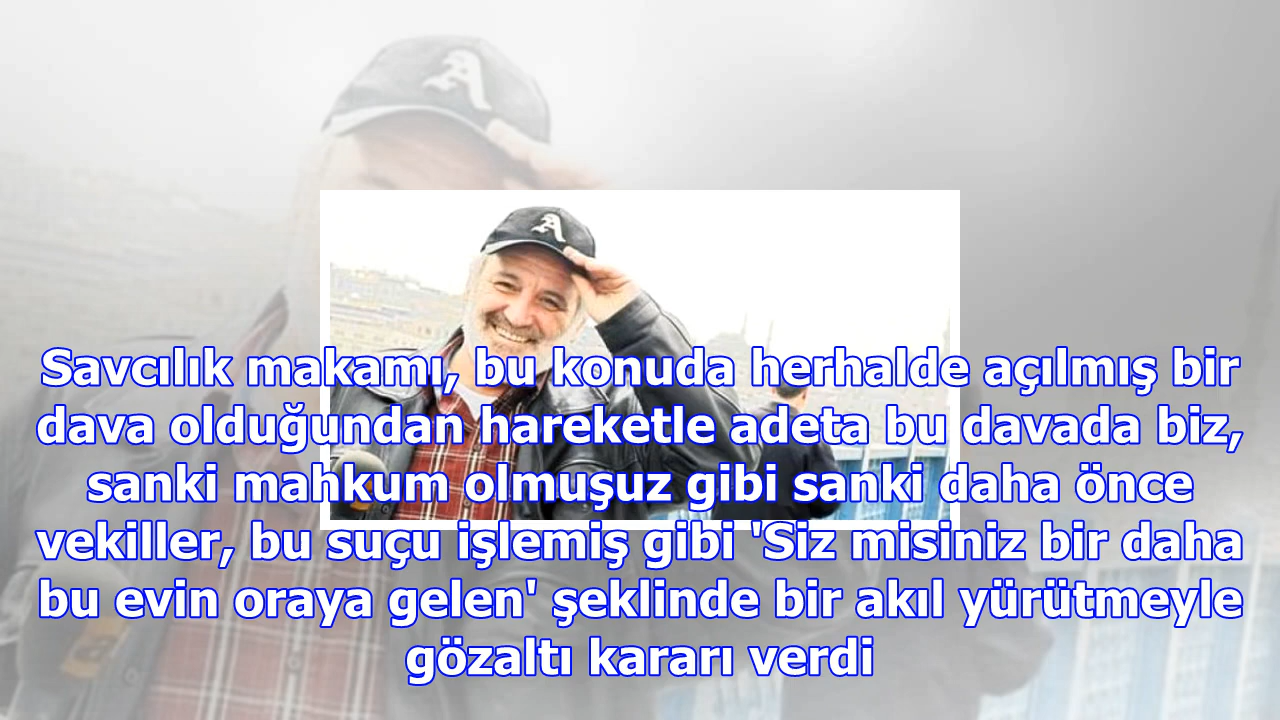 A
A
Savcılık makamı, bu konuda herhalde açılmış bir
dava olduğundan hareketle adeta bu davada biz,
sanki mahkum olmuşuz gibi sanki daha önce
vekiller, bu suçu işlemiş gibi 'Siz misiniz bir daha
bu evin oraya gelen' şeklinde bir akıl yürütmeyle
gözaltı kararı verdi